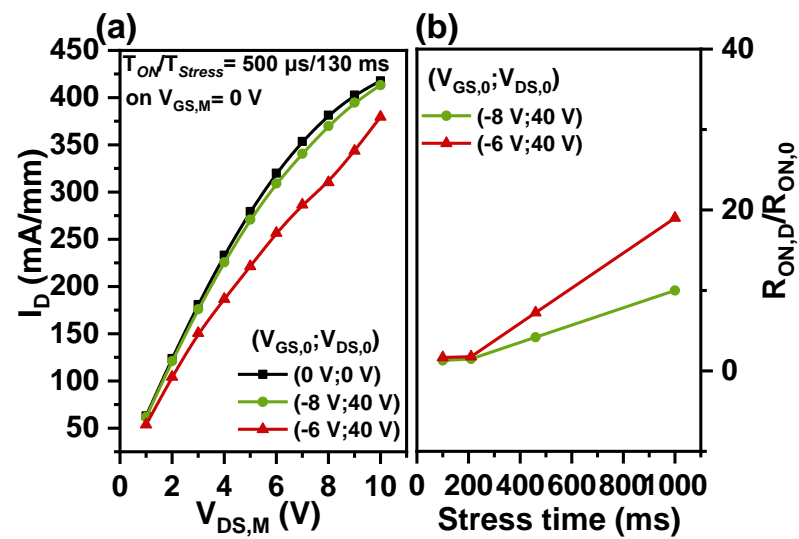 (a)
T_ON/T_Stress= 500 µs/130 ms
on V_GS,M= 0 V
450
400
350
300
250
200
150
100
50
I_D (mA/mm)
(V_GS,0;V_DS,0)
(0 V;0 V)
(-8 V;40 V)
(-6 V;40 V)
0 2 4 6 8 10
V_DS,M (V)
(b)
(V_GS,0;V_DS,0)
(-8 V;40 V)
(-6 V;40 V)
40
20
0
R_ON,D/R_ON,0
0 200 400 600 800 1000
Stress time (ms)